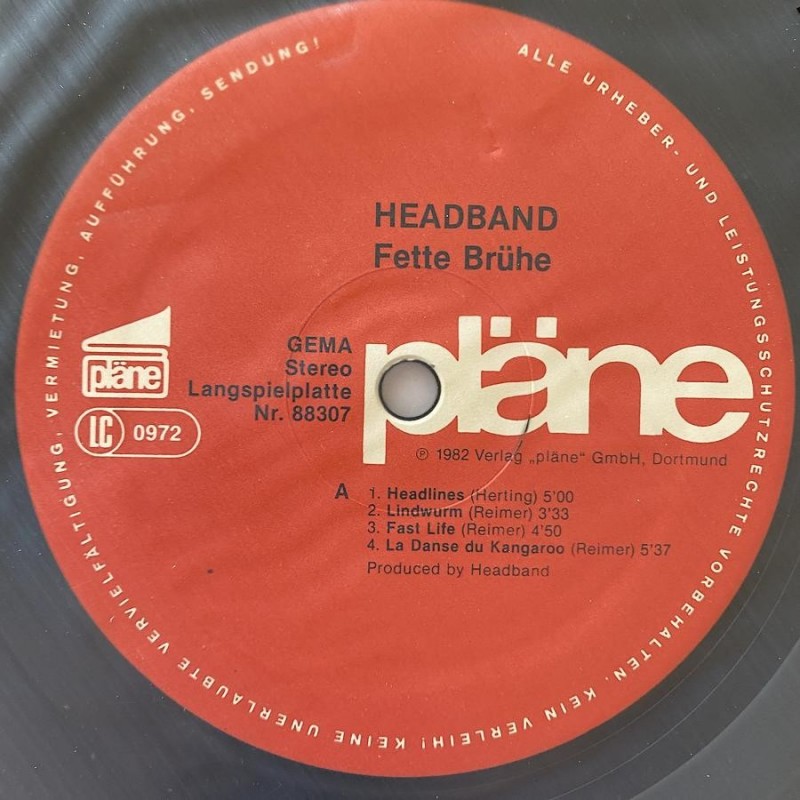 ALLE URHEBER- UND LEISTUNGSSCHUTZRECHTE VORBEHALTEN. KEIN VERLEIH! KEINE UNERLAUBTE VERVIELFÄLTIGUNG, VERMIETUNG, AUFFÜHRUNG, SENDUNG!
HEADBAND
Fette Brühe
pläne
LC 0972
GEMA
Stereo
Langspielplatte
Nr. 88307
pläne
℗ 1982 Verlag „pläne“ GmbH, Dortmund
A 1. Headlines (Herting) 5'00
2. Lindwurm (Reimer) 3'33
3. Fast Life (Reimer) 4'50
4. La Danse du Kangaroo (Reimer) 5'37
Produced by Headband